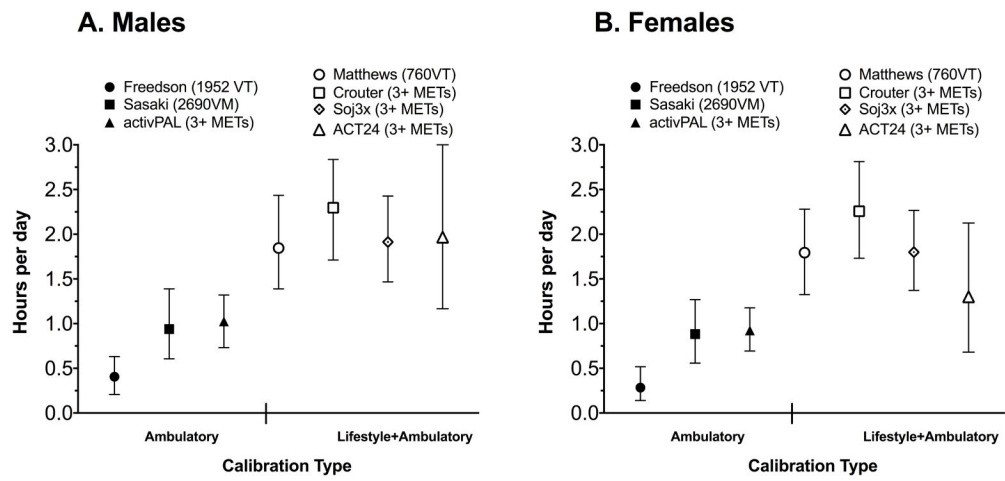 A. Males
Freedson (1952 VT)
Sasaki (2690VM)
activPAL (3+ METs)
Matthews (760VT)
Crouter (3+ METs)
Soj3x (3+ METs)
ACT24 (3+ METs)
Hours per day
3.0
2.5
2.0
1.5
1.0
0.5
0.0
Ambulatory
Lifestyle+Ambulatory
Calibration Type
B. Females
Freedson (1952 VT)
Sasaki (2690VM)
activPAL (3+ METs)
Matthews (760VT)
Crouter (3+ METs)
Soj3x (3+ METs)
ACT24 (3+ METs)
Hours per day
3.0
2.5
2.0
1.5
1.0
0.5
0.0
Ambulatory
Lifestyle+Ambulatory
Calibration Type